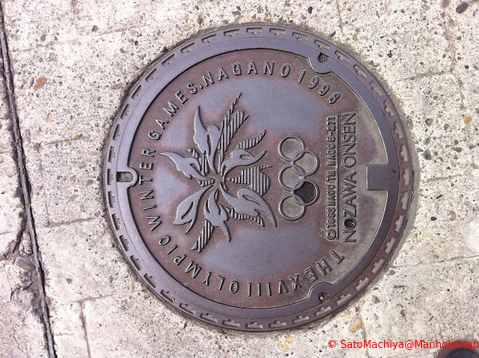 THE XVIII OLYMPIC WINTER GAMES, NAGANO 1998
NOZAWA ONSEN
© SatoMachiya@Manholemap